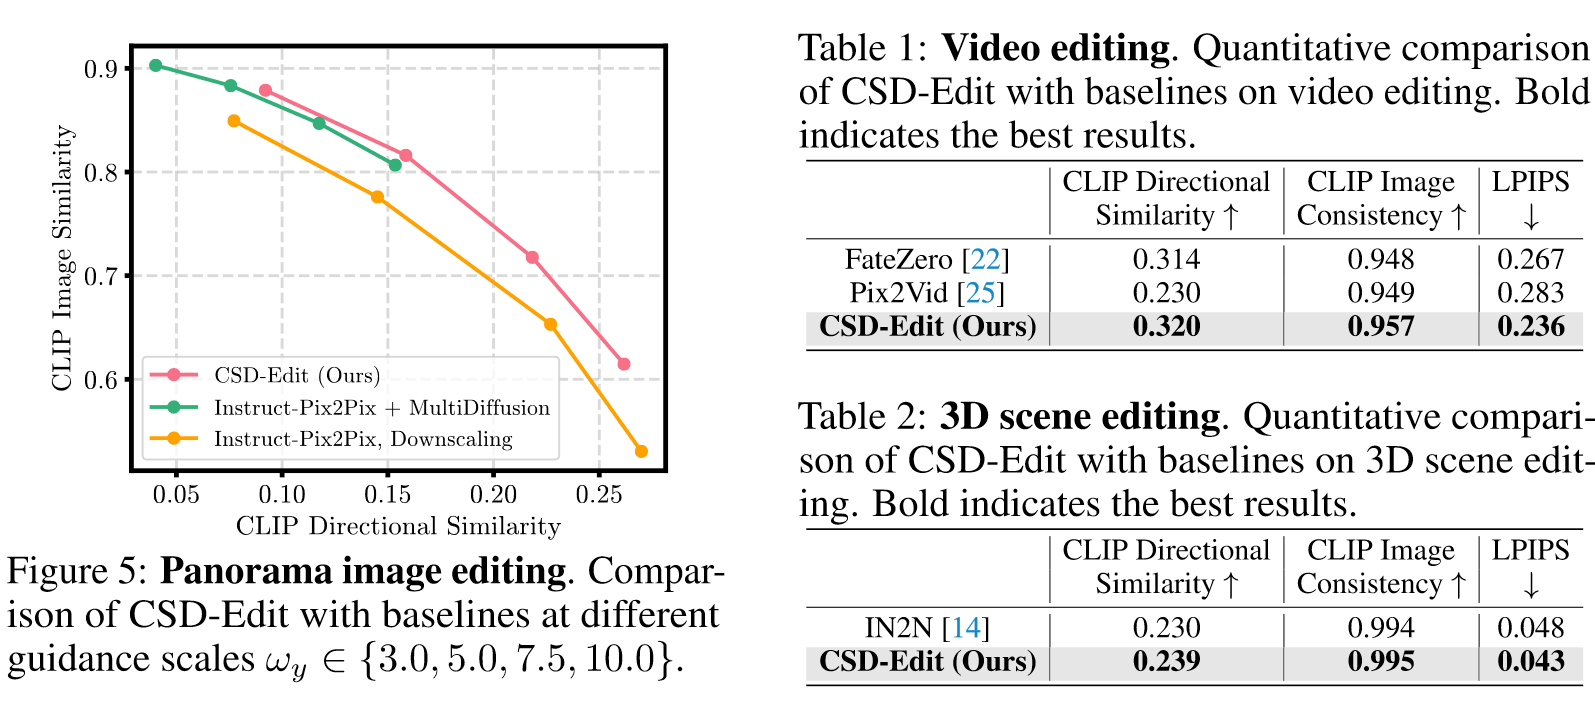 0.9
0.8
0.7
0.6
CLIP Image Similarity
CSD-Edit (Ours)
Instruct-Pix2Pix + MultiDiffusion
Instruct-Pix2Pix, Downscaling
0.05 0.10 0.15 0.20 0.25
CLIP Directional Similarity
Figure 5: Panorama image editing. Compar-
ison of CSD-Edit with baselines at different
guidance scales ω_y ∈ {3.0, 5.0, 7.5, 10.0}.
Table 1: Video editing. Quantitative comparison
of CSD-Edit with baselines on video editing. Bold
indicates the best results.
CLIP Directional CLIP Image LPIPS
Similarity ↑ Consistency ↑ ↓
FateZero [22] 0.314 0.948 0.267
Pix2Vid [25] 0.230 0.949 0.283
CSD-Edit (Ours) 0.320 0.957 0.236
Table 2: 3D scene editing. Quantitative compari-
son of CSD-Edit with baselines on 3D scene edit-
ing. Bold indicates the best results.
CLIP Directional CLIP Image LPIPS
Similarity ↑ Consistency ↑ ↓
IN2N [14] 0.230 0.994 0.048
CSD-Edit (Ours) 0.239 0.995 0.043